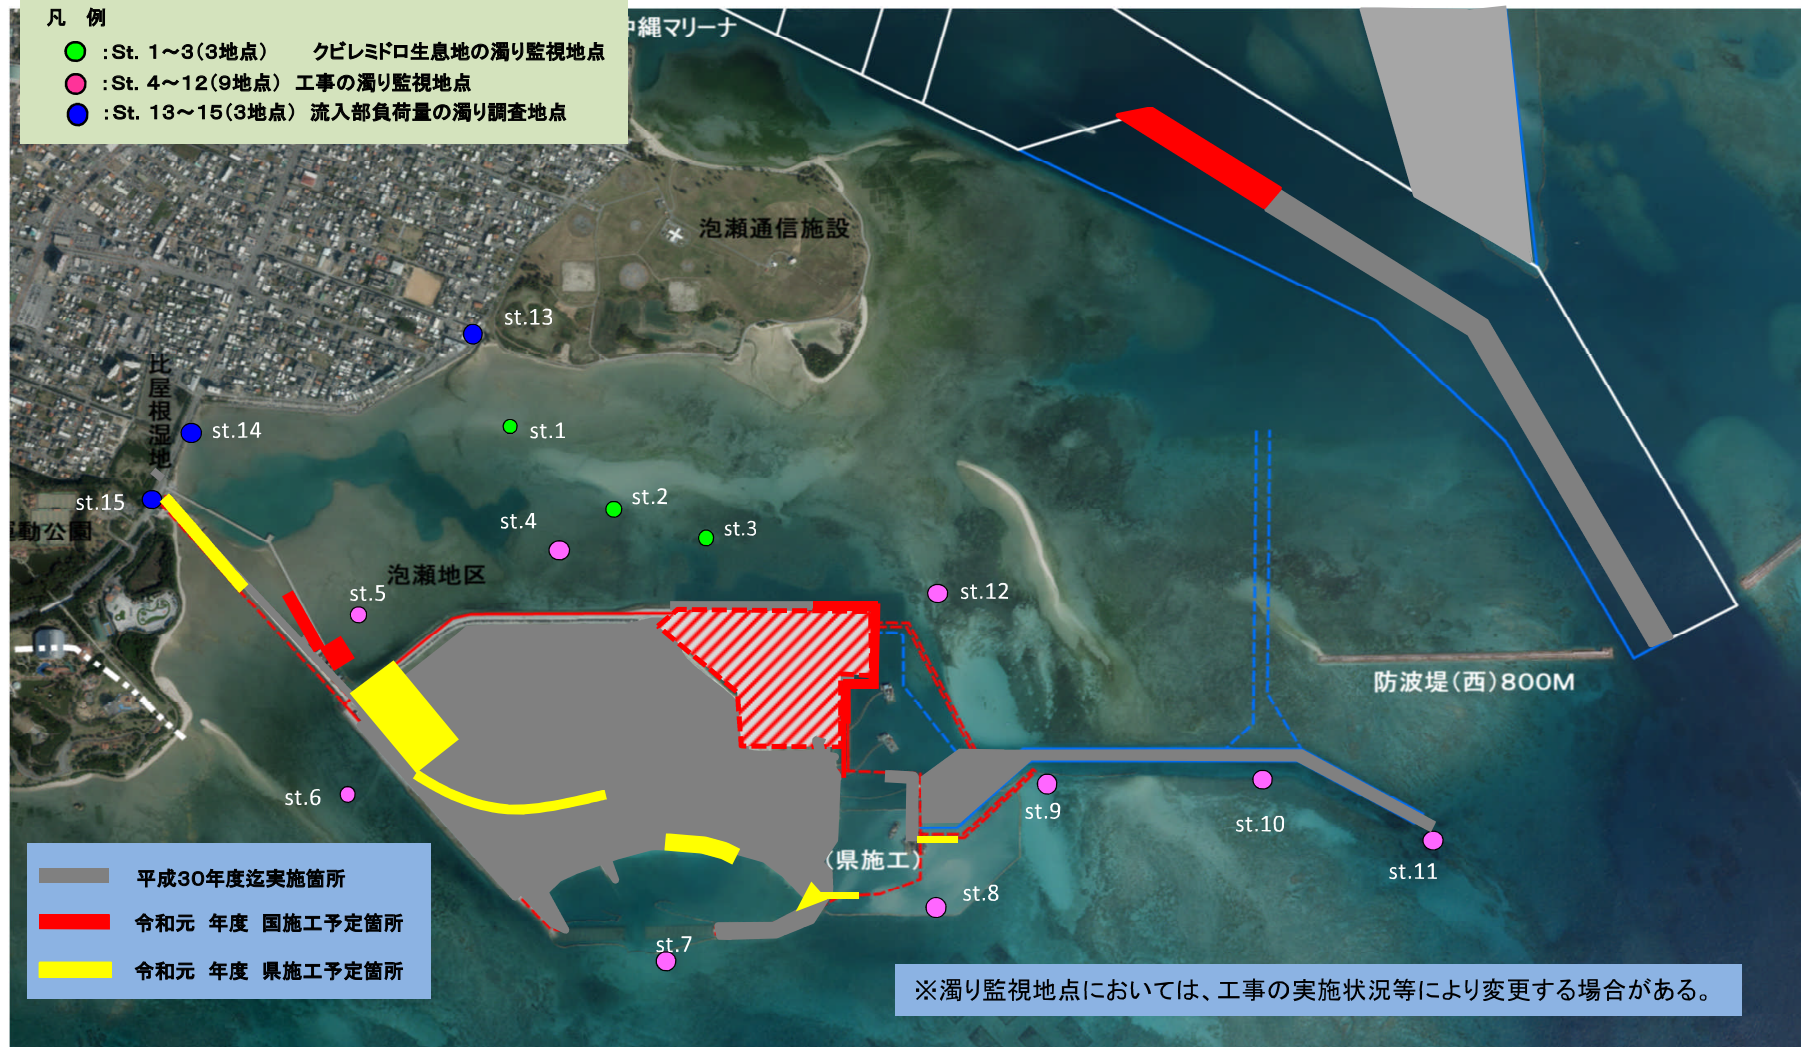 凡 例
:St. 1～3(3地点) クビレミドロ生息地の濁り監視地点
:St. 4～12(9地点) 工事の濁り監視地点
:St. 13～15(3地点) 流入部負荷量の濁り調査地点
沖縄マリーナ
泡瀬通信施設
st.13
比屋根湿地
st.14
st.1
st.15
st.2
st.4
st.3
運動公園
泡瀬地区
st.5
st.12
防波堤(西)800M
st.6
st.9
st.10
(県施工)
st.11
st.8
st.7
平成30年度迄実施箇所
令和元 年度 国施工予定箇所
令和元 年度 県施工予定箇所
※濁り監視地点においては、工事の実施状況等により変更する場合がある。